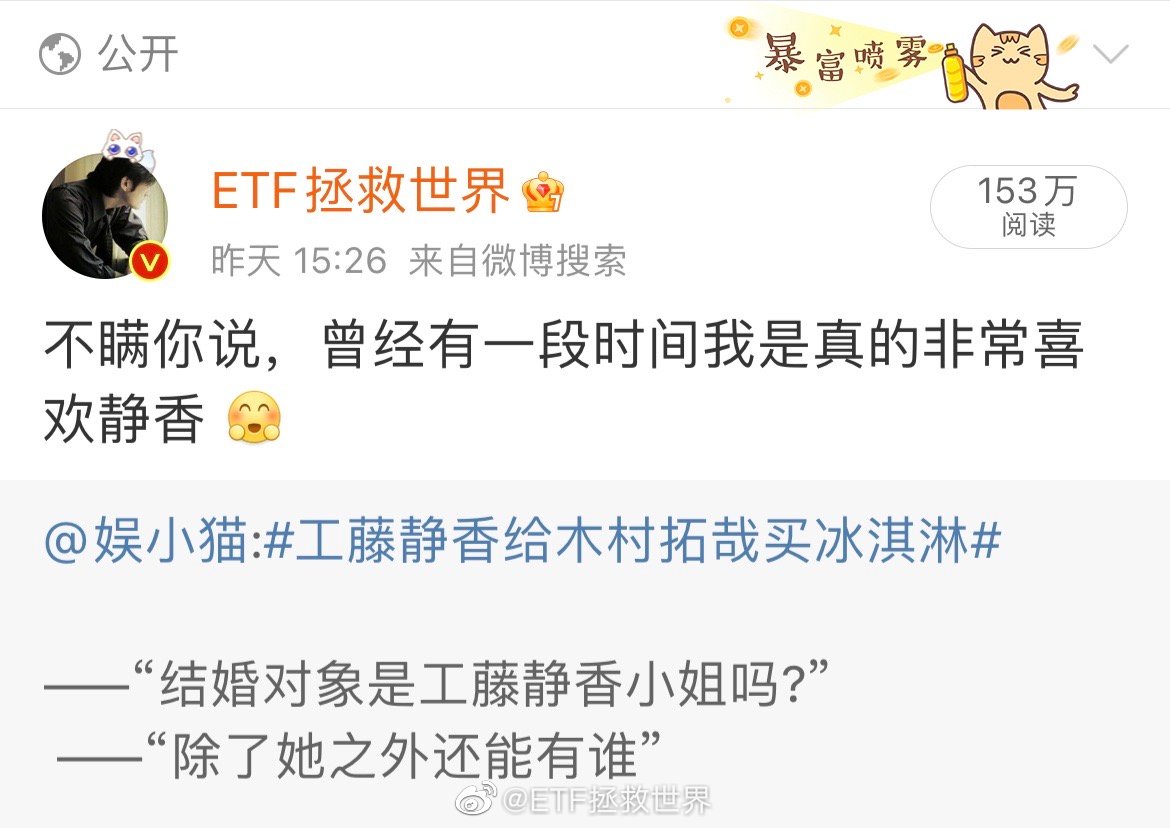 公开
暴富喷雾
ETF拯救世界
153万
阅读
昨天 15:26 来自微博搜索
不瞒你说，曾经有一段时间我是真的非常喜
欢静香
@娱小猫:#工藤静香给木村拓哉买冰淇淋#
——“结婚对象是工藤静香小姐吗?”
——“除了她之外还能有谁”
@ETF拯救世界